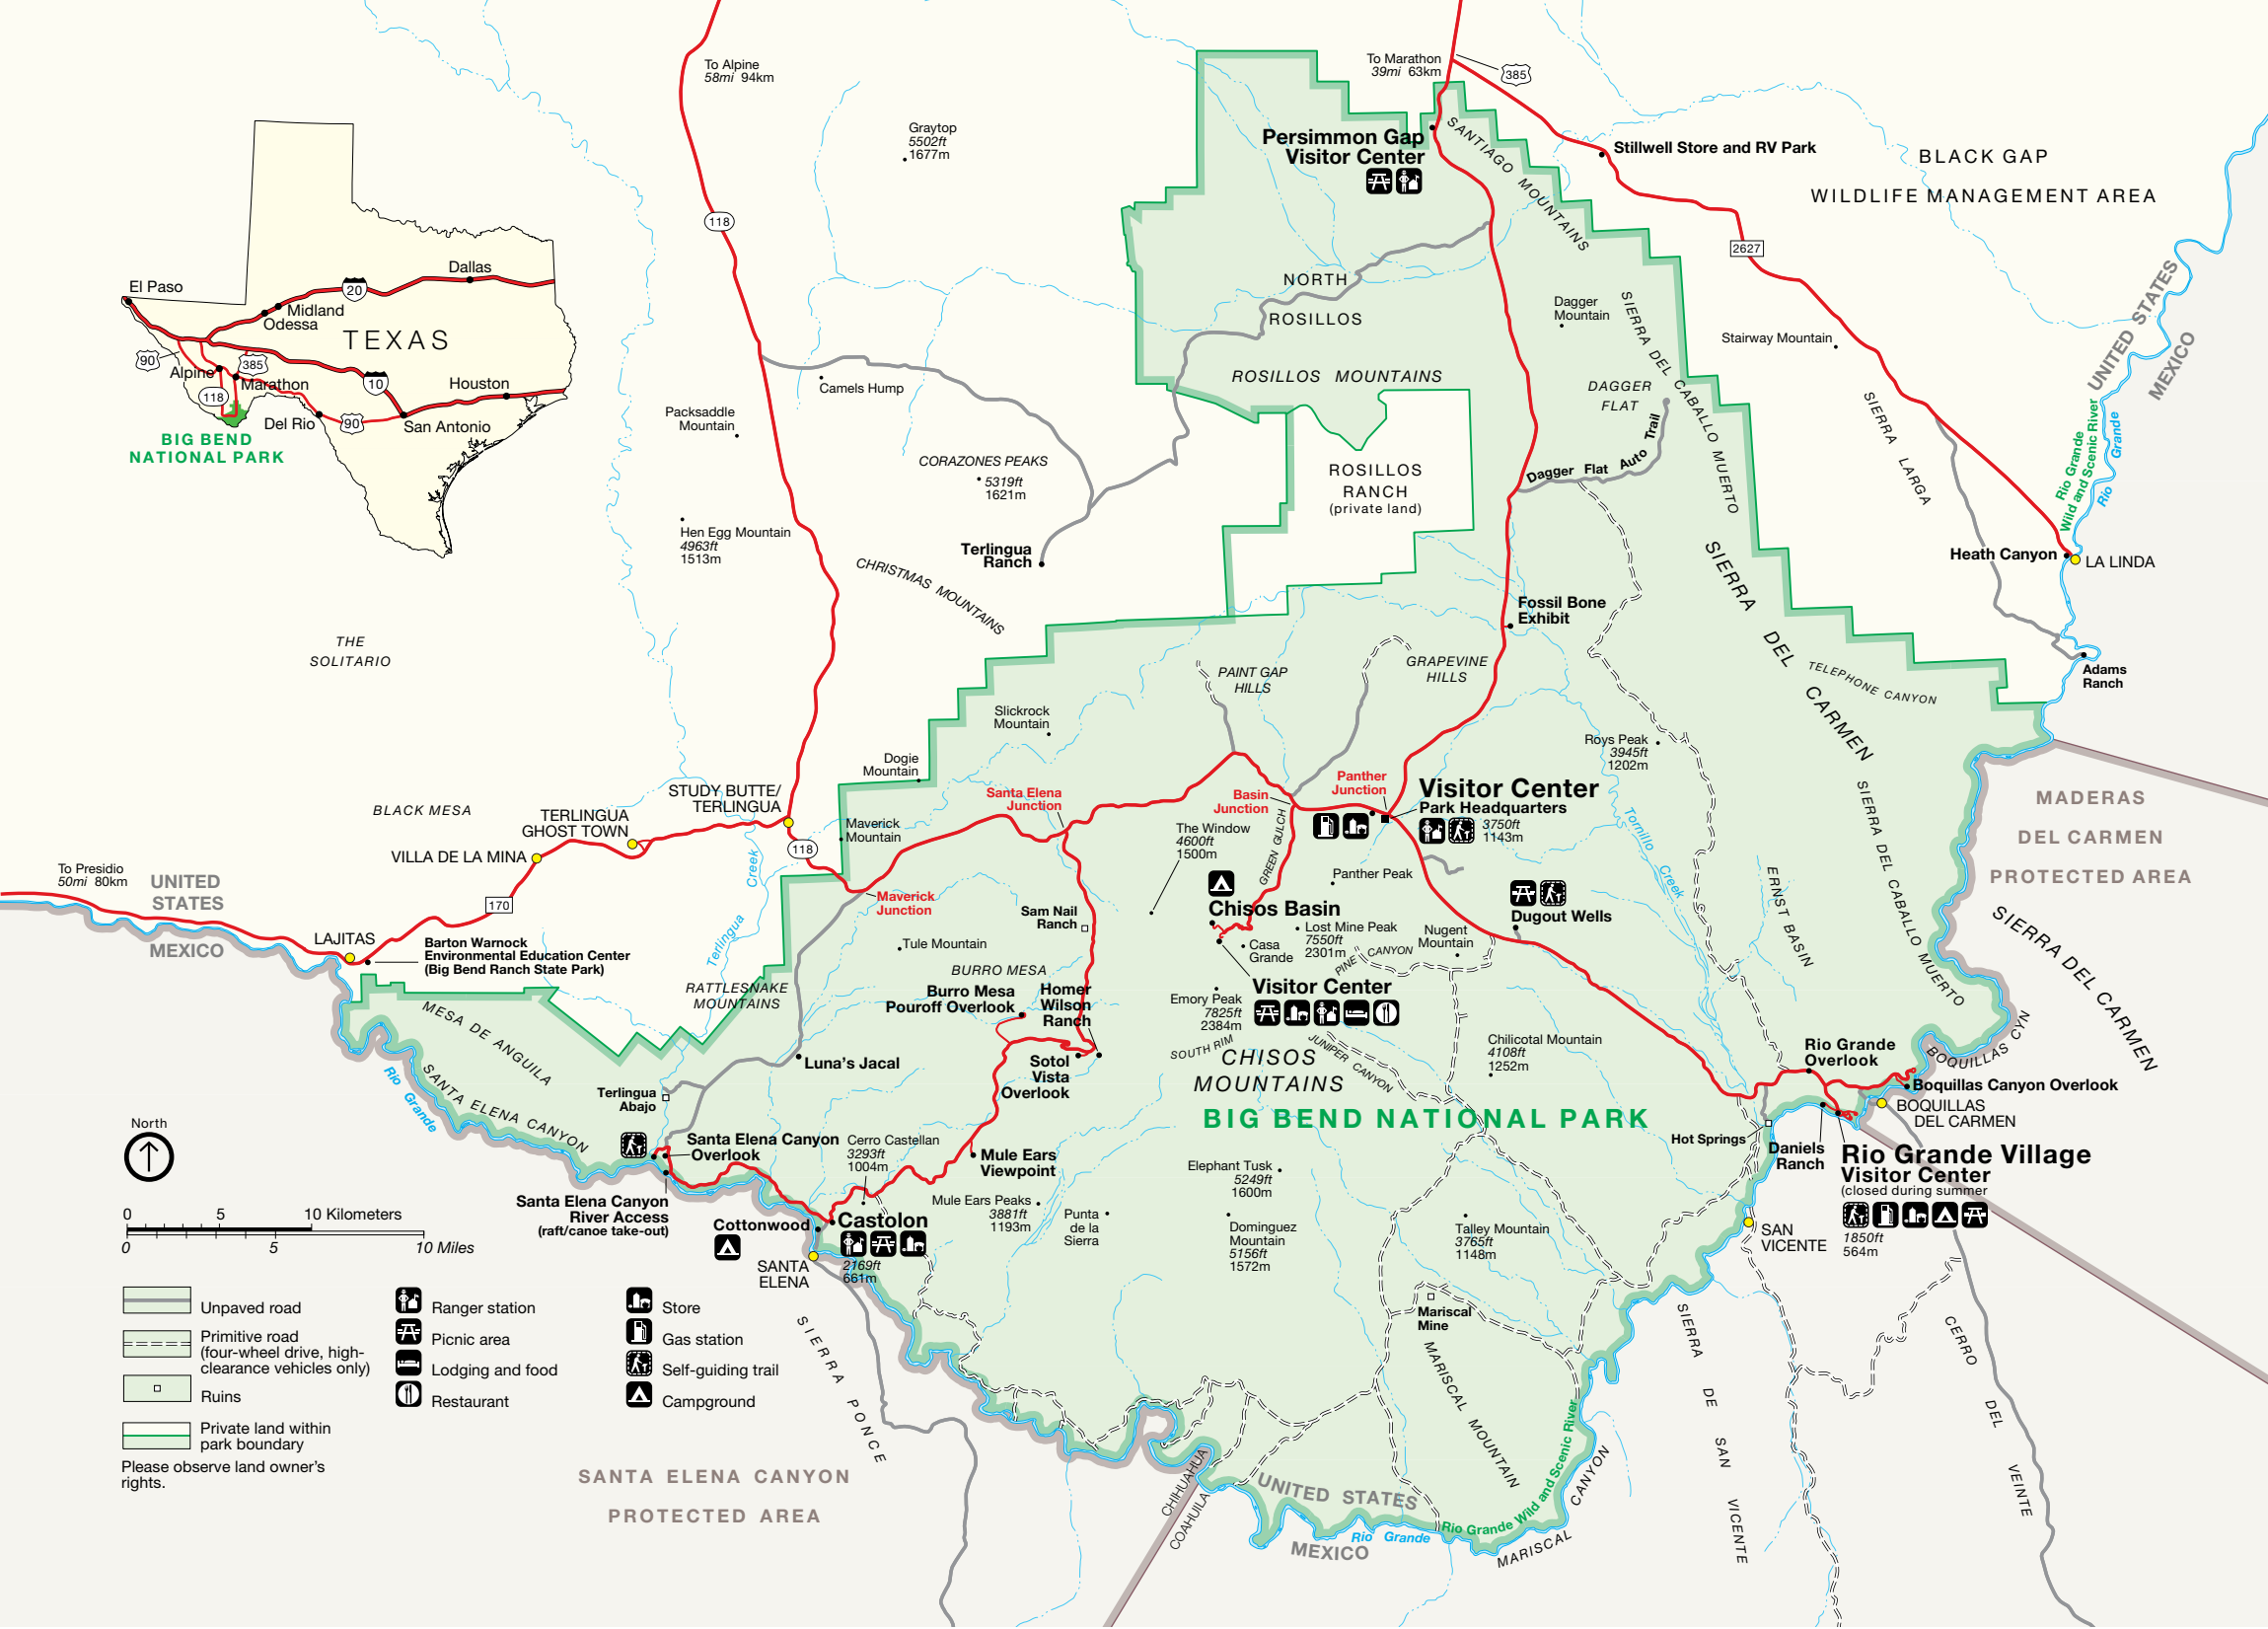 To Alpine
58mi 94km
To Marathon
39mi 63km
385
Graytop
5502ft
1677m
Persimmon Gap
Visitor Center
SANTIAGO MOUNTAINS
Stillwell Store and RV Park
BLACK GAP
WILDLIFE MANAGEMENT AREA
118
2627
UNITED STATES
MEXICO
El Paso
Dallas
20
Midland
Odessa
TEXAS
90
385
Alpine
Marathon
10
Houston
118
Del Rio
90
San Antonio
BIG BEND
NATIONAL PARK
NORTH
ROSILLOS
Dagger
Mountain
SIERRA DEL CABALLO MUERTO
Stairway Mountain
ROSILLOS MOUNTAINS
DAGGER
FLAT
Camels Hump
Packsaddle
Mountain
SIERRA LARGA
Rio Grande
Wild and Scenic River
Rio Grande
CORAZONES PEAKS
5319ft
1621m
ROSILLOS
RANCH
(private land)
Dagger Flat Auto Trail
Hen Egg Mountain
4963ft
1513m
Terlingua
Ranch
CHRISTMAS MOUNTAINS
SIERRA DEL CARMEN
Heath Canyon
LA LINDA
Fossil Bone
Exhibit
THE
SOLITARIO
PAINT GAP
HILLS
GRAPEVINE
HILLS
TELEPHONE CANYON
Adams
Ranch
Slickrock
Mountain
Roys Peak
3945ft
1202m
Dogie
Mountain
STUDY BUTTE/
TERLINGUA
Santa Elena
Junction
Basin
Junction
Panther
Junction
Visitor Center
Park Headquarters
3750ft
1143m
MADERAS
DEL CARMEN
PROTECTED AREA
BLACK MESA
TERLINGUA
GHOST TOWN
VILLA DE LA MINA
118
Maverick
Mountain
The Window
4600ft
1500m
GREEN GULCH
Tornillo Creek
SIERRA DEL CABALLO MUERTO
To Presidio
50mi 80km
UNITED
STATES
MEXICO
170
Terlingua Creek
Maverick
Junction
Panther Peak
ERNST BASIN
Sam Nail
Ranch
Chisos Basin
Dugout Wells
SIERRA DEL CARMEN
LAJITAS
Barton Warnock
Environmental Education Center
(Big Bend Ranch State Park)
Tule Mountain
Lost Mine Peak
7550ft
2301m
Casa
Grande
Nugent
Mountain
PINE CANYON
BURRO MESA
RATTLESNAKE
MOUNTAINS
Burro Mesa
Pouroff Overlook
Homer
Wilson
Ranch
Visitor Center
Emory Peak
7825ft
2384m
MESA DE ANGUILA
SOUTH RIM
CHISOS
MOUNTAINS
JUNIPER CANYON
Chilicotal Mountain
4108ft
1252m
Rio Grande
Overlook
BOQUILLAS CYN
Rio Grande
SANTA ELENA CANYON
Luna's Jacal
Sotol
Vista
Overlook
Terlingua
Abajo
BIG BEND NATIONAL PARK
Boquillas Canyon Overlook
BOQUILLAS
DEL CARMEN
North
Santa Elena Canyon
Overlook
Cerro Castellan
3293ft
1004m
Mule Ears
Viewpoint
Hot Springs
Daniels
Ranch
Rio Grande Village
Visitor Center
(closed during summer
1850ft
564m
Elephant Tusk
5249ft
1600m
Santa Elena Canyon
River Access
(raft/canoe take-out)
Mule Ears Peaks
3881ft
1193m
Punta
de la
Sierra
Dominguez
Mountain
5156ft
1572m
Talley Mountain
3765ft
1148m
SAN
VICENTE
Cottonwood
Castolon
2169ft
661m
SANTA
ELENA
0 5 10 Kilometers
0 5 10 Miles
Unpaved road
Primitive road
(four-wheel drive, high-
clearance vehicles only)
Ruins
Private land within
park boundary
Please observe land owner's
rights.
Ranger station
Picnic area
Lodging and food
Restaurant
Store
Gas station
Self-guiding trail
Campground
Mariscal
Mine
MARISCAL MOUNTAIN
SIERRA PONCE
SIERRA DE SAN VICENTE
CERRO DEL VEINTE
SANTA ELENA CANYON
PROTECTED AREA
CHIHUAHUA
COAHUILA
UNITED STATES
MEXICO
Rio Grande
Rio Grande Wild and Scenic River
MARISCAL CANYON